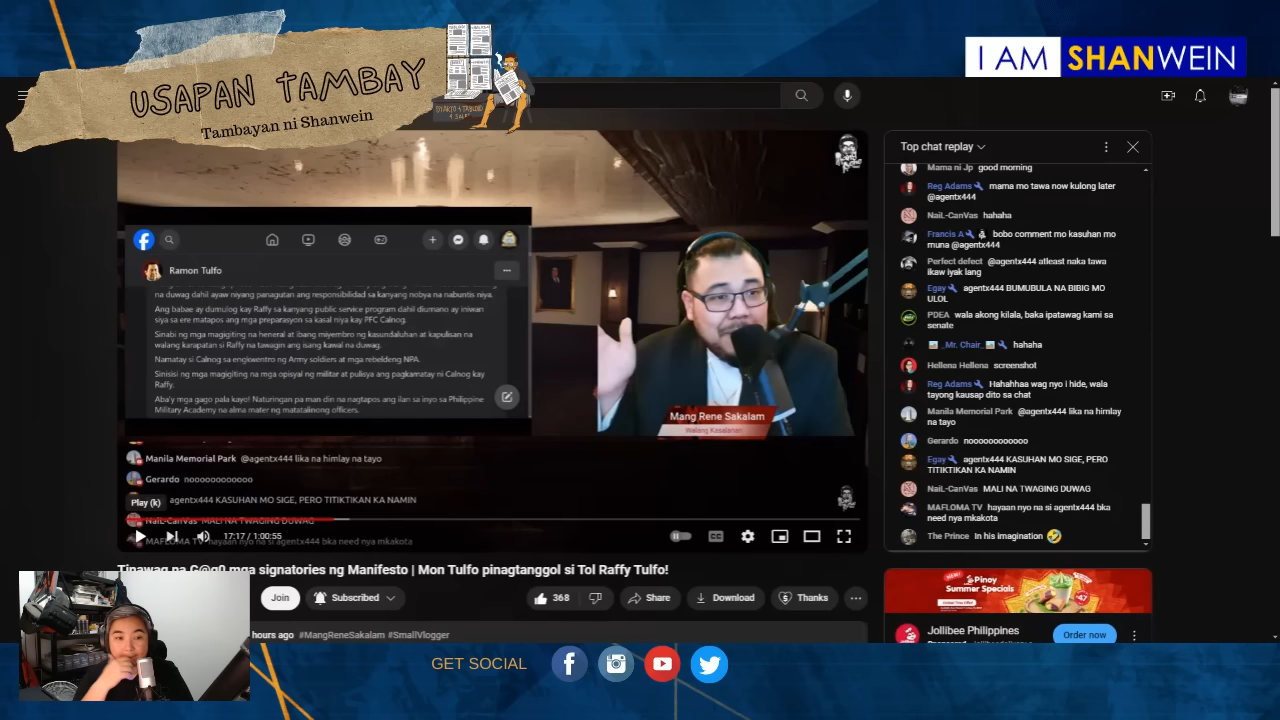 USAPAN TAMBAY
Tambayan ni Shanwein
I AM SHANWEIN
Ramon Tulfo
na duwag dahil ayaw niyang panagutan ang responsibilidad sa kanyang nobya na nabuntis niya.
Ang babae ay dumulog kay Raffy sa kanyang public service program dahil diumano ay iniwan
siya sa ere matapos ang mga preparasyon sa kasal niya kay PFC Calnog.
Sinabi ng mga magigiting na heneral at ibang miyembro ng kasundaluhan at kapulisan na
walang karapatan si Raffy na tawagin ang isang kawal na duwag.
Namatay si Calnog sa engkwentro ng Army soldiers at mga rebeldeng NPA.
Sinisisi ng mga magigiting na mga opisyal ng militar at pulisya ang pagkamatay ni Calnog kay
Raffy.
Aba'y mga gago pala kayo! Naturingan pa man din na nagtapos ang ilan sa inyo sa Philippine
Military Academy na alma mater ng matatalinong officers.
Mang Rene Sakalam
Walang Kasalanan
Manila Memorial Park @agentx444 lika na himlay na tayo
Gerardo noooooooooooo
Play (k)
agentx444 KASUHAN MO SIGE, PERO TITIKTIKAN KA NAMIN
NaiL-CanVas MALI NA TWAGING DUWAG
MAFLOMA TV hayaan nyo na si agentx444 bka need nya mkakota
17:17 / 1:00:55
CC
Tinawag na G@g0 mga signatories ng Manifesto | Mon Tulfo pinagtanggol si Tol Raffy Tulfo!
Join
Subscribed
368
Share
Download
Thanks
hours ago #MangReneSakalam #SmallVlogger
Top chat replay
Mama ni Jp good morning
Reg Adams mama mo tawa now kulong later
@agentx444
NaiL-CanVas hahaha
Francis A bobo comment mo kasuhan mo
muna @agentx444
Perfect defect @agentx444 atleast naka tawa
ikaw iyak lang
Egay agentx444 BUMUBULA NA BIBIG MO
ULOL
PDEA wala akong kilala, baka ipatawag kami sa
senate
_Mr. Chair_ hahaha
Hellena Hellena screenshot
Reg Adams Hahahhaa wag nyo i hide, wala
tayong kausap dito sa chat
Manila Memorial Park @agentx444 lika na himlay
na tayo
Gerardo noooooooooooo
Egay agentx444 KASUHAN MO SIGE, PERO
TITIKTIKAN KA NAMIN
NaiL-CanVas MALI NA TWAGING DUWAG
MAFLOMA TV hayaan nyo na si agentx444 bka
need nya mkakota
The Prince In his imagination 🤣
Pinoy
Summer Specials
Jollibee Philippines
Order now
GET SOCIAL